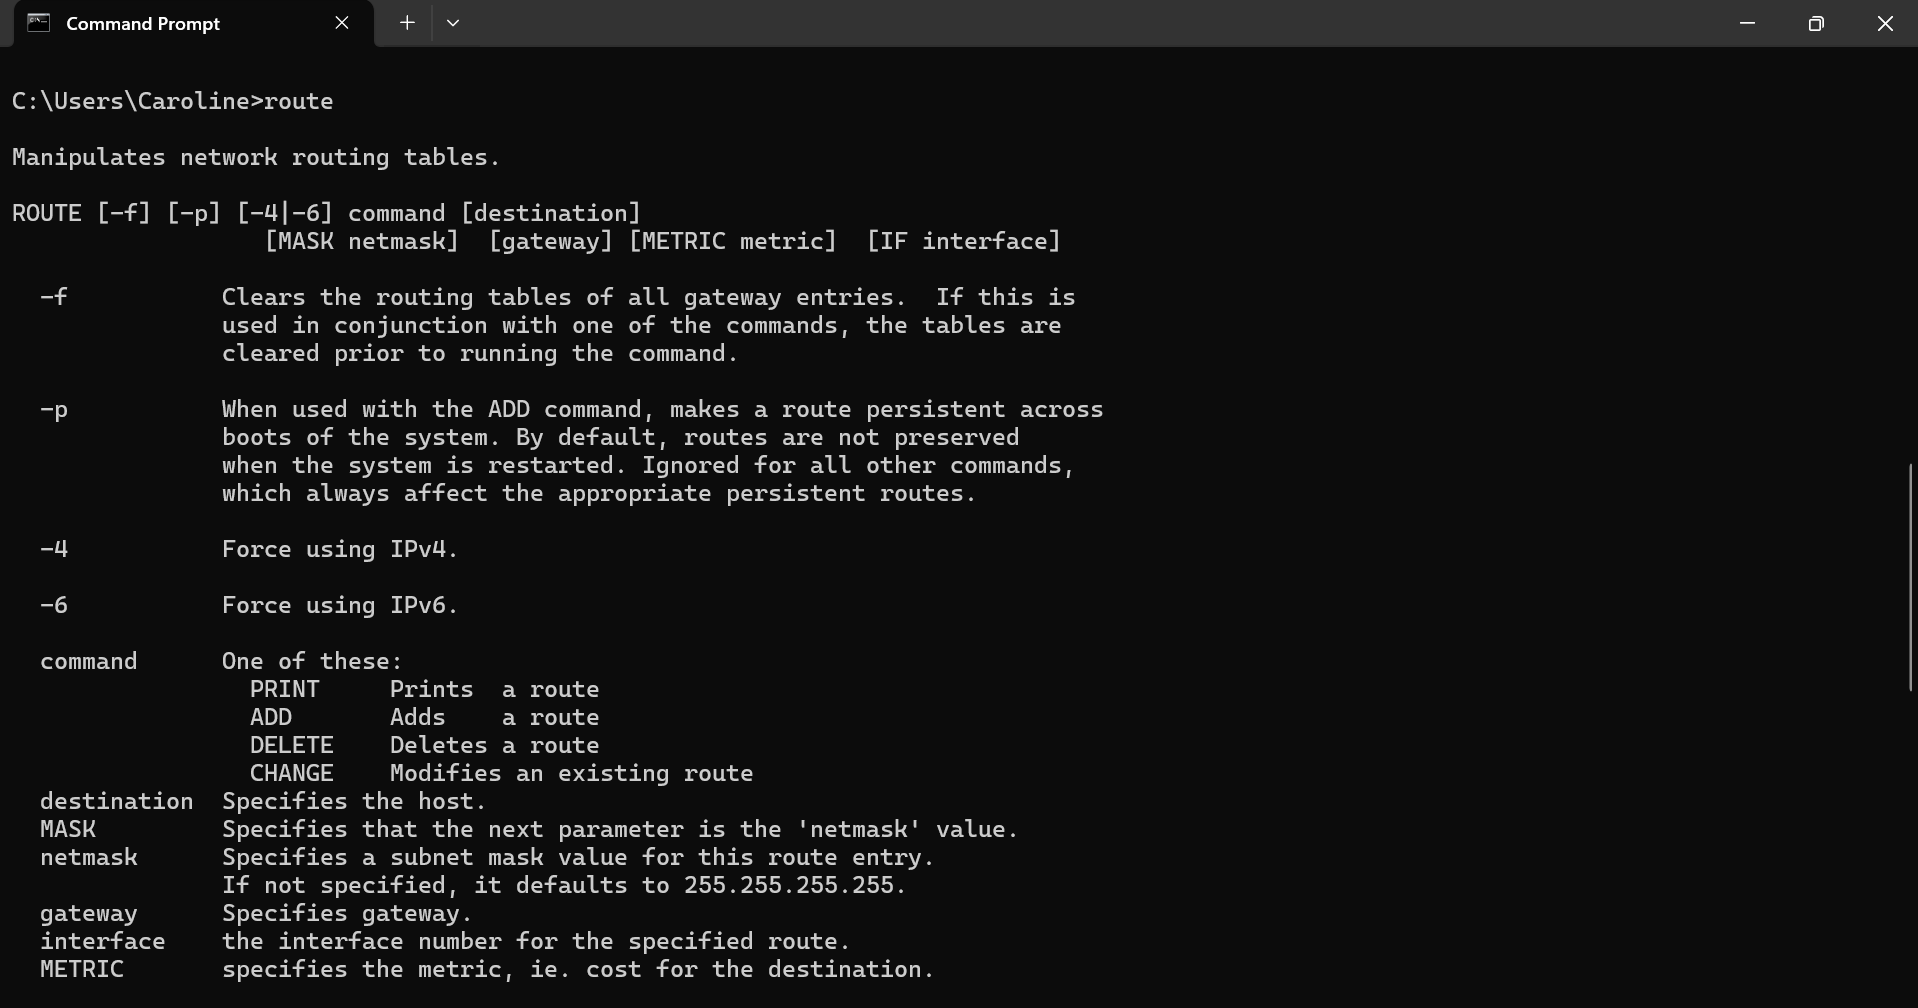 Command Prompt
C:\Users\Caroline>route
Manipulates network routing tables.
ROUTE [-f] [-p] [-4|-6] command [destination]
                  [MASK netmask]  [gateway] [METRIC metric]  [IF interface]
  -f           Clears the routing tables of all gateway entries.  If this is
               used in conjunction with one of the commands, the tables are
               cleared prior to running the command.
  -p           When used with the ADD command, makes a route persistent across
               boots of the system. By default, routes are not preserved
               when the system is restarted. Ignored for all other commands,
               which always affect the appropriate persistent routes.
  -4           Force using IPv4.
  -6           Force using IPv6.
  command      One of these:
                 PRINT     Prints  a route
                 ADD       Adds    a route
                 DELETE    Deletes a route
                 CHANGE    Modifies an existing route
  destination  Specifies the host.
  MASK         Specifies that the next parameter is the 'netmask' value.
  netmask      Specifies a subnet mask value for this route entry.
               If not specified, it defaults to 255.255.255.255.
  gateway      Specifies gateway.
  interface    the interface number for the specified route.
  METRIC       specifies the metric, ie. cost for the destination.